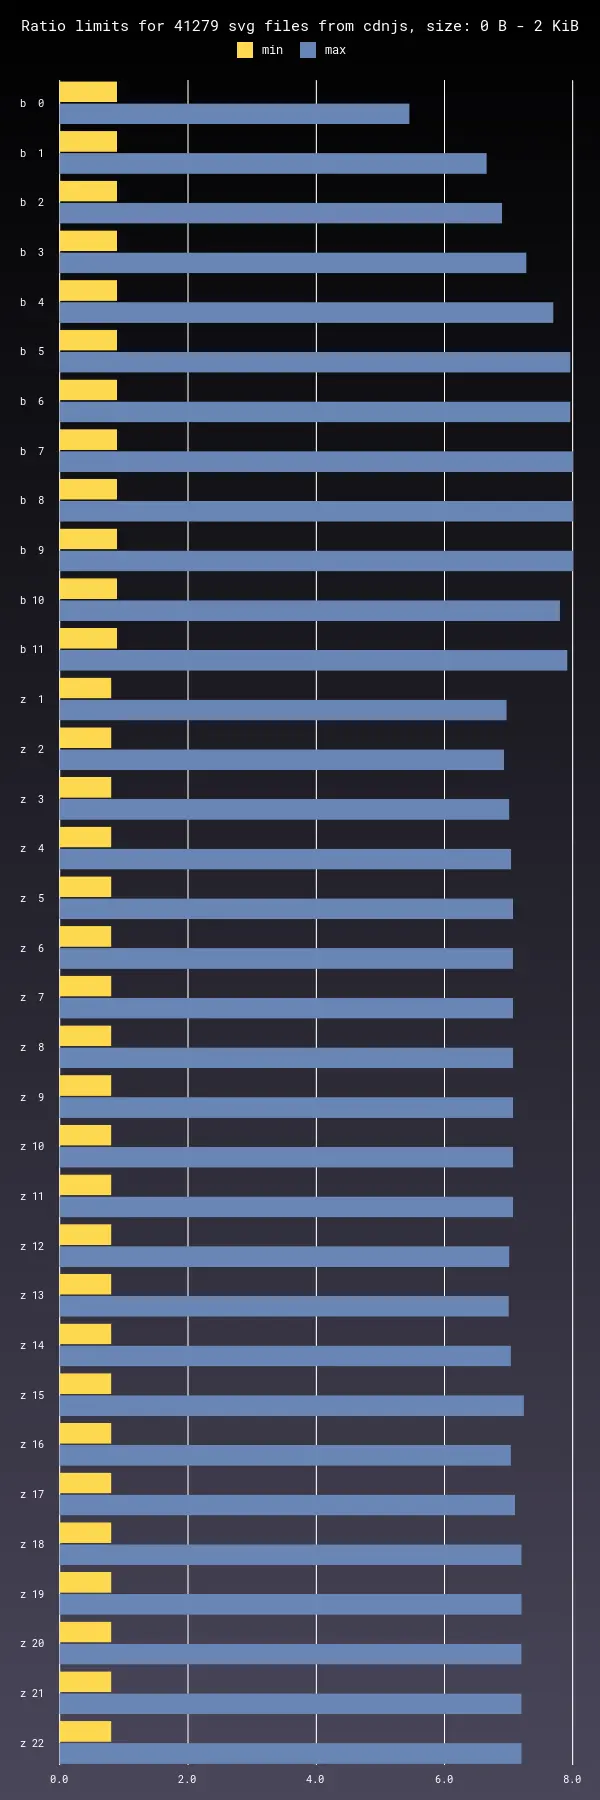 Ratio limits for 41279 svg files from cdnjs, size: 0 B - 2 KiB
min max
b 0
b 1
b 2
b 3
b 4
b 5
b 6
b 7
b 8
b 9
b 10
b 11
z 1
z 2
z 3
z 4
z 5
z 6
z 7
z 8
z 9
z 10
z 11
z 12
z 13
z 14
z 15
z 16
z 17
z 18
z 19
z 20
z 21
z 22
0.0 2.0 4.0 6.0 8.0